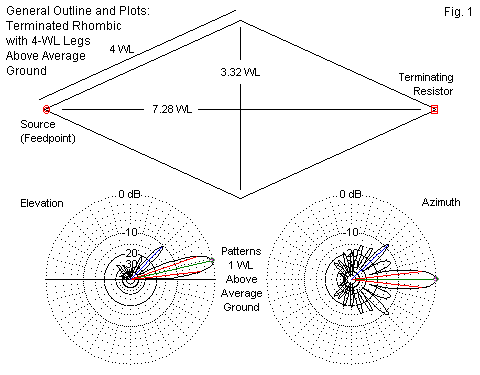 General Outline and Plots:
Terminated Rhombic
with 4-WL Legs
Above Average
Ground
Fig. 1
4 WL
3.32 WL
7.28 WL
Terminating
Resistor
Source
(Feedpoint)
Elevation
0 dB
-10
-20
-30
Patterns
1 WL
Above
Average
Ground
Azimuth
0 dB
-10
-20
-30